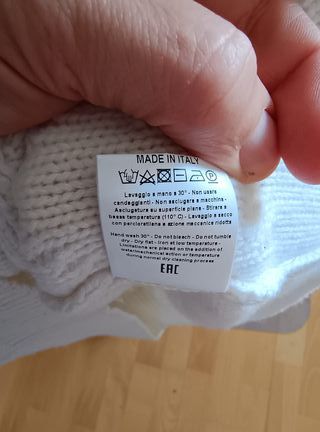 MADE IN ITALY
Lavaggio a mano a 30° - Non usare
candeggianti - Non asciugare a macchina -
Asciugatura su superficie piana - Stirare a
bassa temperatura (110° C) - Lavaggio a secco
con percloroetilene e azione meccanica ridotta
Hand wash 30° - Do not bleach - Do not tumble
dry - Dry flat - Iron at low temperature -
Limitations are placed on the addition of
water/mechanical action or temperature
during normal dry cleaning process
EAC